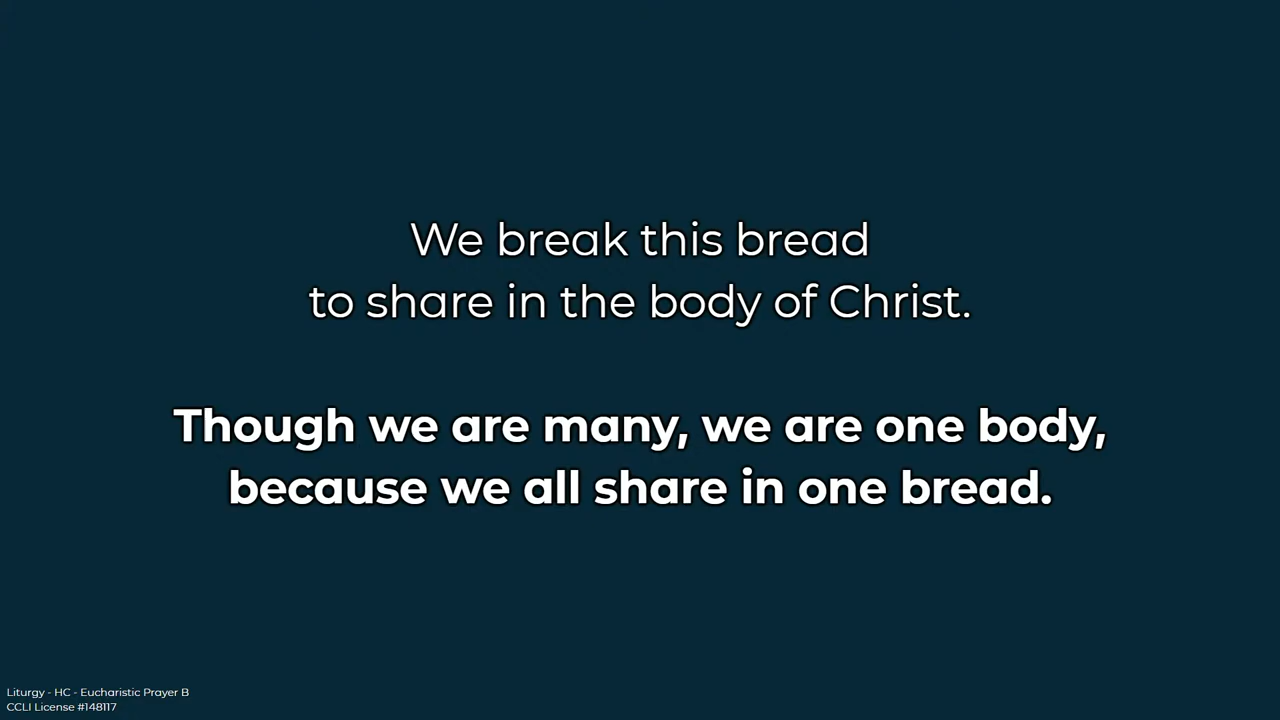 We break this bread
to share in the body of Christ.
Though we are many, we are one body,
because we all share in one bread.
Liturgy - HC - Eucharistic Prayer B
CCLI License #148117